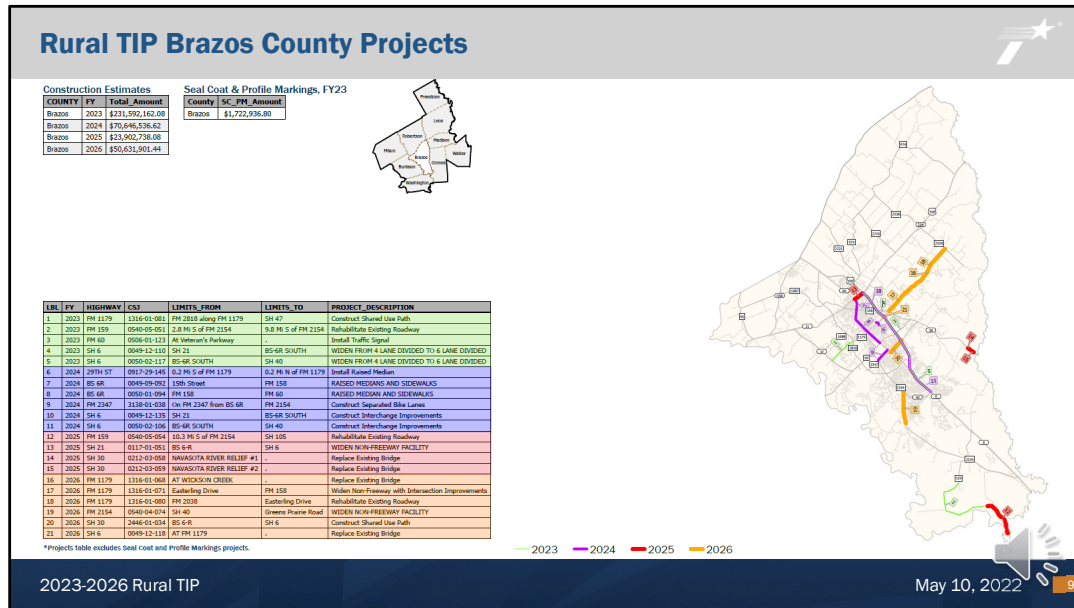 Rural TIP Brazos County Projects
Construction Estimates
COUNTY FY Total_Amount
Brazos 2023 $231,592,162.08
Brazos 2024 $70,646,536.62
Brazos 2025 $23,902,738.08
Brazos 2026 $50,631,901.44
Seal Coat & Profile Markings, FY23
County SC_PM_Amount
Brazos $1,722,936.80
Freestone
Leon
Robertson
Madison
Milam
Brazos
Walker
Grimes
Burleson
Washington
LBL FY HIGHWAY CSJ LIMITS_FROM LIMITS_TO PROJECT_DESCRIPTION
1 2023 FM 1179 1316-01-081 FM 2818 along FM 1179 SH 47 Construct Shared Use Path
2 2023 FM 159 0540-05-051 2.8 Mi S of FM 2154 9.8 Mi S of FM 2154 Rehabilitate Existing Roadway
3 2023 FM 60 0506-01-123 At Veteran's Parkway . Install Traffic Signal
4 2023 SH 6 0049-12-110 SH 21 BS-6R SOUTH WIDEN FROM 4 LANE DIVIDED TO 6 LANE DIVIDED
5 2023 SH 6 0050-02-117 BS-6R SOUTH SH 40 WIDEN FROM 4 LANE DIVIDED TO 6 LANE DIVIDED
6 2024 29TH ST 0917-29-145 0.2 Mi S of FM 1179 0.2 Mi N of FM 1179 Install Raised Median
7 2024 BS 6R 0049-09-092 15th Street FM 158 RAISED MEDIANS AND SIDEWALKS
8 2024 BS 6R 0050-01-094 FM 158 FM 60 RAISED MEDIANS AND SIDEWALKS
9 2024 FM 2347 3138-01-038 On FM 2347 from BS 6R FM 2154 Construct Separated Bike Lanes
10 2024 SH 6 0049-12-135 SH 21 BS-6R SOUTH Construct Interchange Improvements
11 2024 SH 6 0050-02-106 BS-6R SOUTH SH 40 Construct Interchange Improvements
12 2025 FM 159 0540-05-054 10.3 Mi S of FM 2154 SH 105 Rehabilitate Existing Roadway
13 2025 SH 21 0117-01-051 BS 6-R SH 6 WIDEN NON-FREEWAY FACILITY
14 2025 SH 30 0212-03-058 NAVASOTA RIVER RELIEF #1 . Replace Existing Bridge
15 2025 SH 30 0212-03-059 NAVASOTA RIVER RELIEF #2 . Replace Existing Bridge
16 2026 FM 1179 1316-01-068 AT WICKSON CREEK . Replace Existing Bridge
17 2026 FM 1179 1316-01-071 Easterling Drive FM 158 Widen Non-Freeway with Intersection Improvements
18 2026 FM 1179 1316-01-080 FM 2038 Easterling Drive Rehabilitate Existing Roadway
19 2026 FM 2154 0540-04-074 SH 40 Greens Prairie Road WIDEN NON-FREEWAY FACILITY
20 2026 SH 30 2446-01-034 BS 6-R SH 6 Construct Shared Use Path
21 2026 SH 6 0049-12-118 AT FM 1179 . Replace Existing Bridge
*Projects table excludes Seal Coat and Profile Markings projects.
2023 2024 2025 2026
2023-2026 Rural TIP
May 10, 2022
9